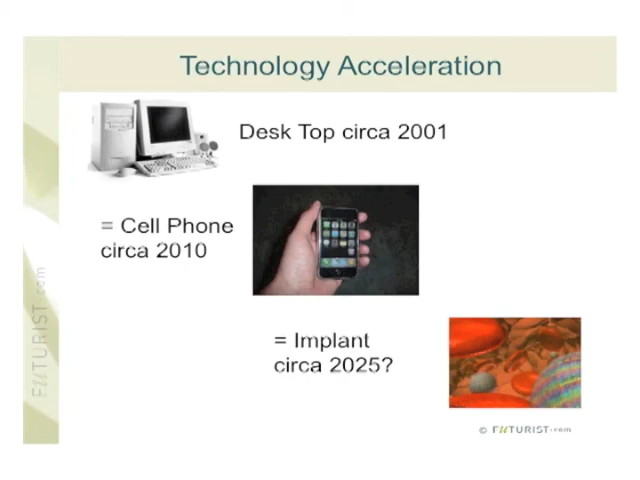 Technology Acceleration
Desk Top circa 2001
= Cell Phone
circa 2010
= Implant
circa 2025?
FUTURIST.com
© FUTURIST.com